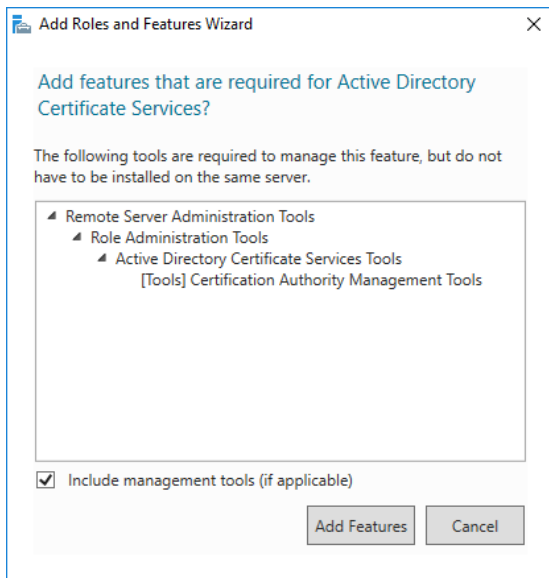 Add Roles and Features Wizard
Add features that are required for Active Directory
Certificate Services?
The following tools are required to manage this feature, but do not
have to be installed on the same server.
Remote Server Administration Tools
Role Administration Tools
Active Directory Certificate Services Tools
[Tools] Certification Authority Management Tools
Include management tools (if applicable)
Add Features
Cancel